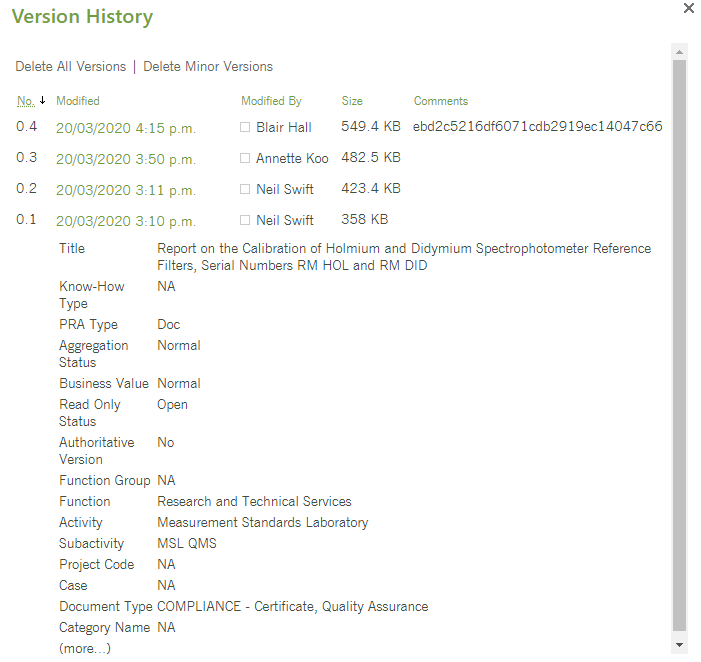 Version History
Delete All Versions | Delete Minor Versions
No. Modified Modified By Size Comments
0.4 20/03/2020 4:15 p.m. Blair Hall 549.4 KB ebd2c5216df6071cdb2919ec14047c66
0.3 20/03/2020 3:50 p.m. Annette Koo 482.5 KB
0.2 20/03/2020 3:11 p.m. Neil Swift 423.4 KB
0.1 20/03/2020 3:10 p.m. Neil Swift 358 KB
Title Report on the Calibration of Holmium and Didymium Spectrophotometer Reference
Filters, Serial Numbers RM HOL and RM DID
Know-How NA
Type
PRA Type Doc
Aggregation Normal
Status
Business Value Normal
Read Only Open
Status
Authoritative No
Version
Function Group NA
Function Research and Technical Services
Activity Measurement Standards Laboratory
Subactivity MSL QMS
Project Code NA
Case NA
Document Type COMPLIANCE - Certificate, Quality Assurance
Category Name NA
(more...)